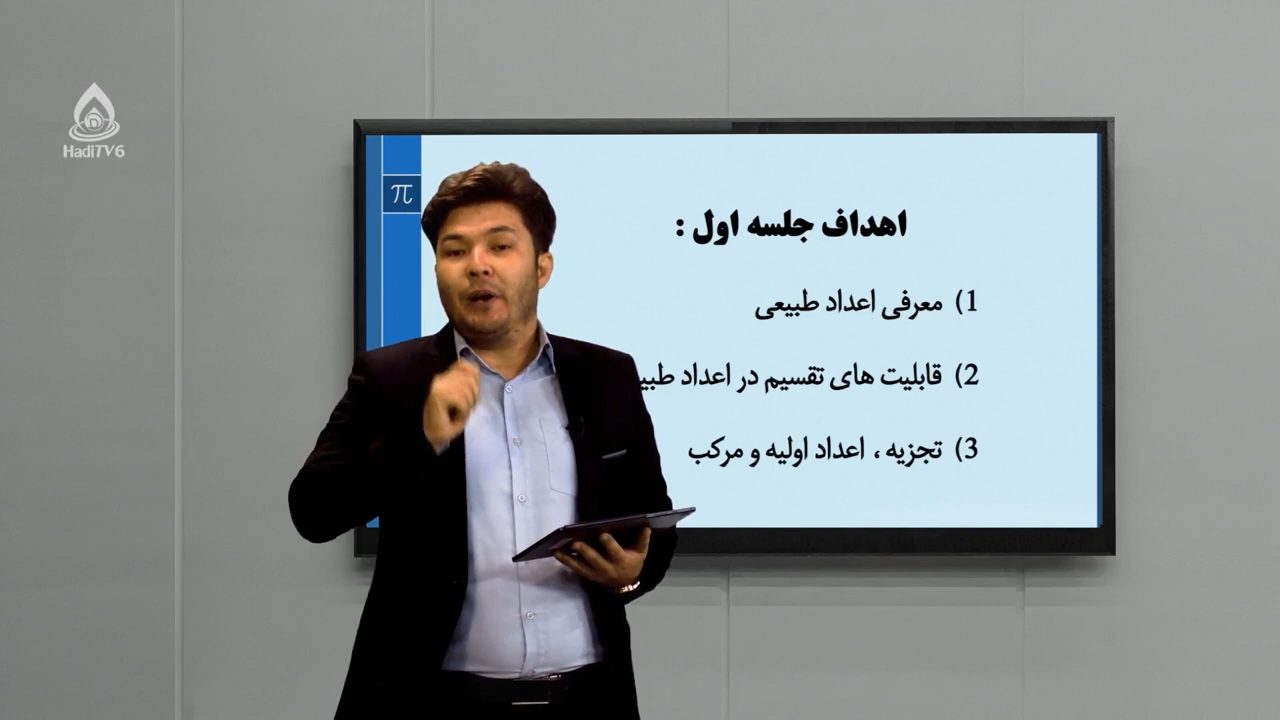 HadiTV6
π
اهداف جلسه اول :
1) معرفی اعداد طبیعی
2) قابلیت های تقسیم در اعداد
3) تجزیه ، اعداد اولیه و مرکب